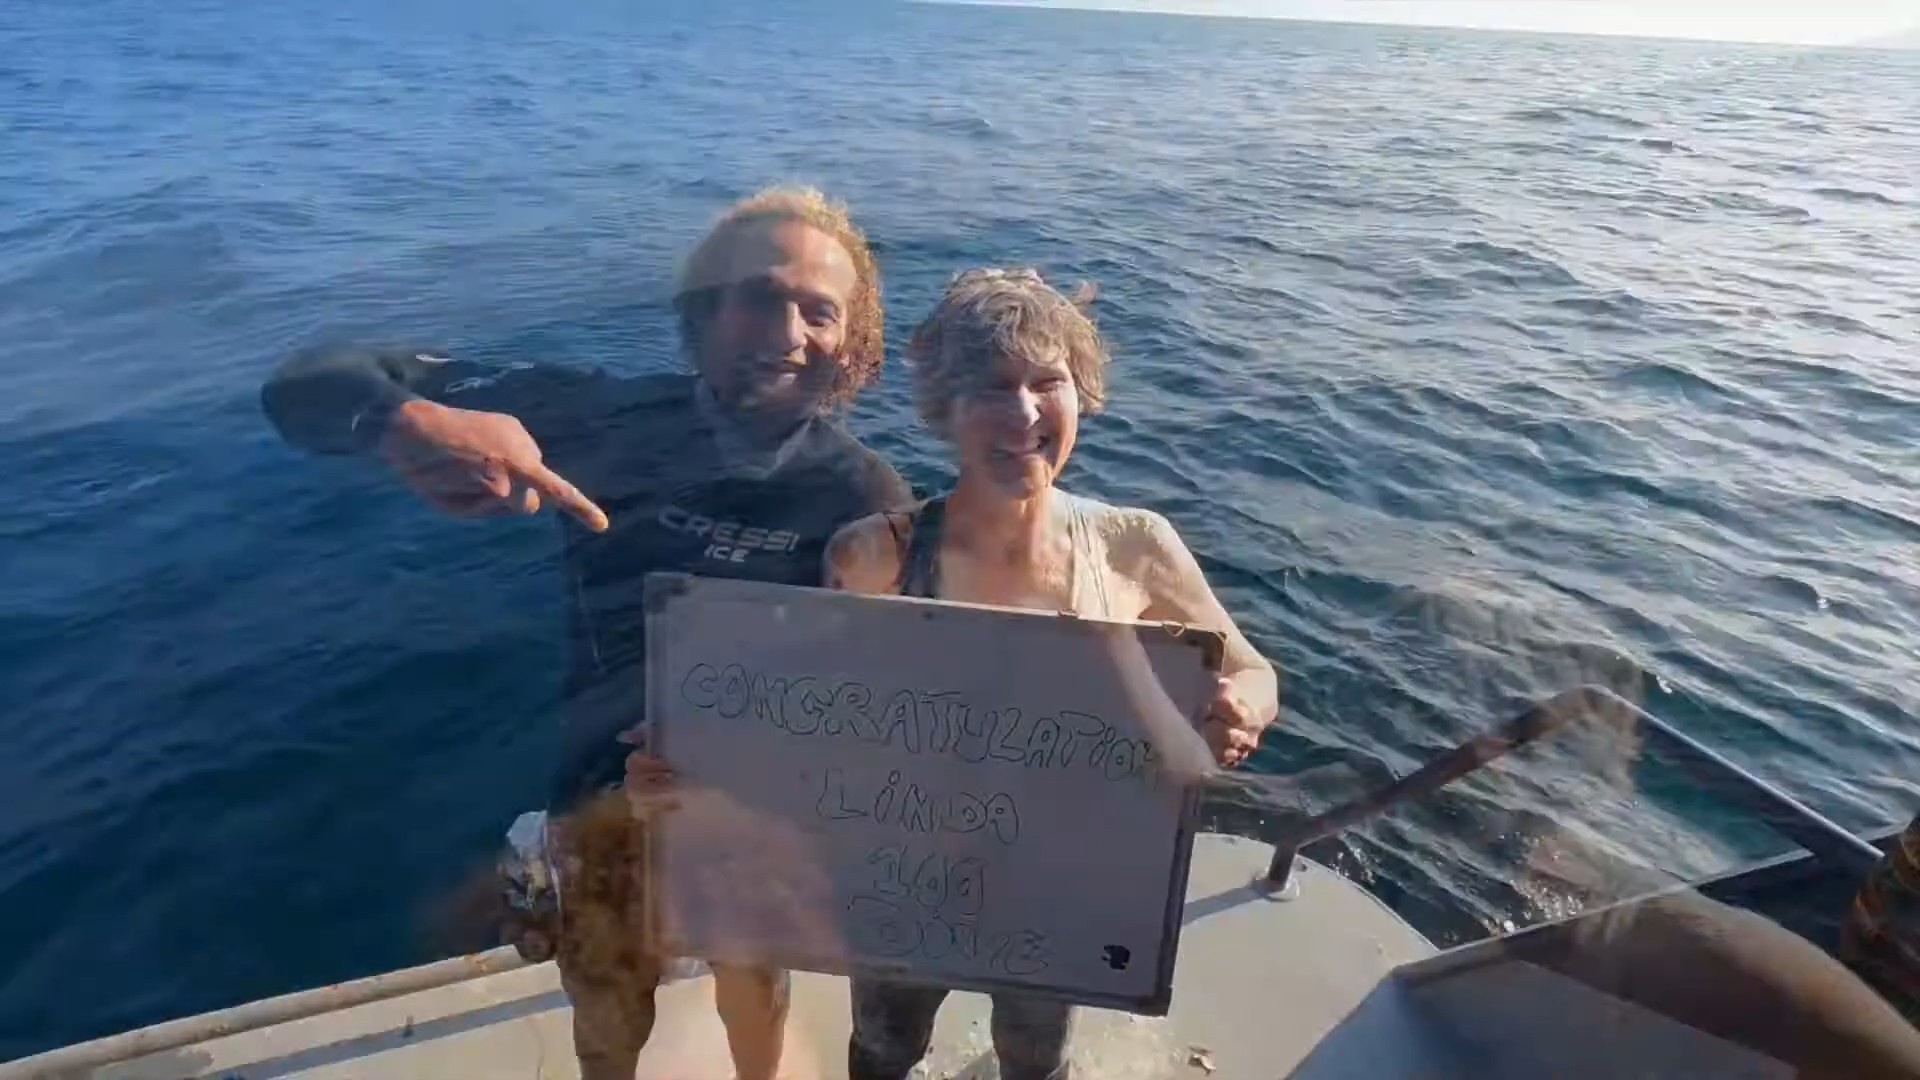 CRESSI
ICE
CONGRATULATION
LINDA
100
DIVE